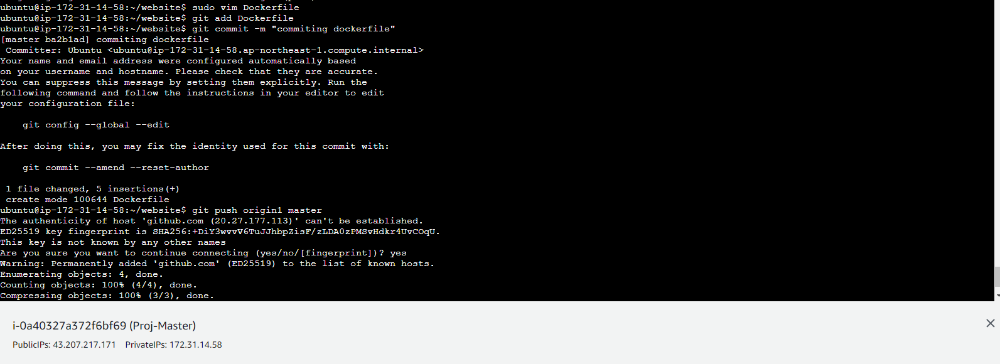 ubuntu@ip-172-31-14-58:~/website$ sudo vim Dockerfile
ubuntu@ip-172-31-14-58:~/website$ git add Dockerfile
ubuntu@ip-172-31-14-58:~/website$ git commit -m "commiting dockerfile"
[master ba2b1ad] commiting dockerfile
 Committer: Ubuntu <ubuntu@ip-172-31-14-58.ap-northeast-1.compute.internal>
Your name and email address were configured automatically based
on your username and hostname. Please check that they are accurate.
You can suppress this message by setting them explicitly. Run the
following command and follow the instructions in your editor to edit
your configuration file:
    git config --global --edit
After doing this, you may fix the identity used for this commit with:
    git commit --amend --reset-author
 1 file changed, 5 insertions(+)
 create mode 100644 Dockerfile
ubuntu@ip-172-31-14-58:~/website$ git push origin1 master
The authenticity of host 'github.com (20.27.177.113)' can't be established.
ED25519 key fingerprint is SHA256:+DiY3wvvV6TuJJhbpZisF/zLDA0zPMSvHdkr4UvCOqU.
This key is not known by any other names
Are you sure you want to continue connecting (yes/no/[fingerprint])? yes
Warning: Permanently added 'github.com' (ED25519) to the list of known hosts.
Enumerating objects: 4, done.
Counting objects: 100% (4/4), done.
Compressing objects: 100% (3/3), done.
i-0a40327a372f6bf69 (Proj-Master)
PublicIPs: 43.207.217.171 PrivateIPs: 172.31.14.58